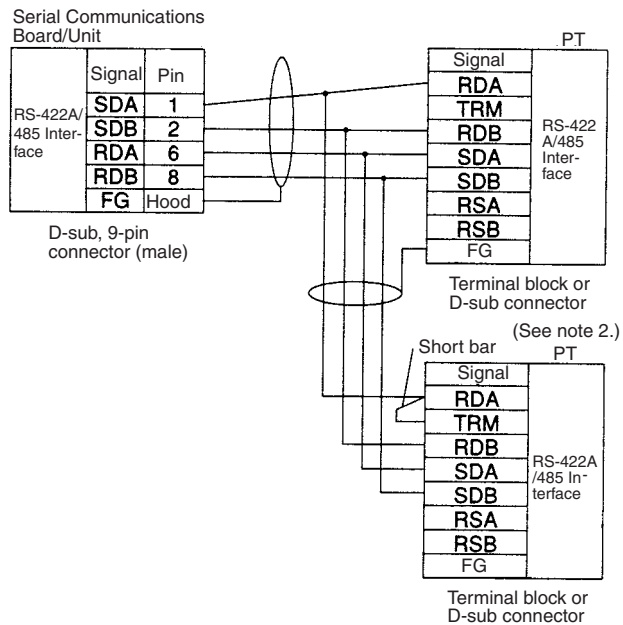 Serial Communications
Board/Unit
Signal Pin
RS-422A/
485 Inter-
face
SDA 1
SDB 2
RDA 6
RDB 8
FG Hood
D-sub, 9-pin
connector (male)
PT
Signal
RDA
TRM
RDB
SDA
SDB
RSA
RSB
FG
RS-422
A/485
Inter-
face
Terminal block or
D-sub connector
(See note 2.)
Short bar
PT
Signal
RDA
TRM
RDB
SDA
SDB
RSA
RSB
FG
RS-422A
/485 In-
terface
Terminal block or
D-sub connector